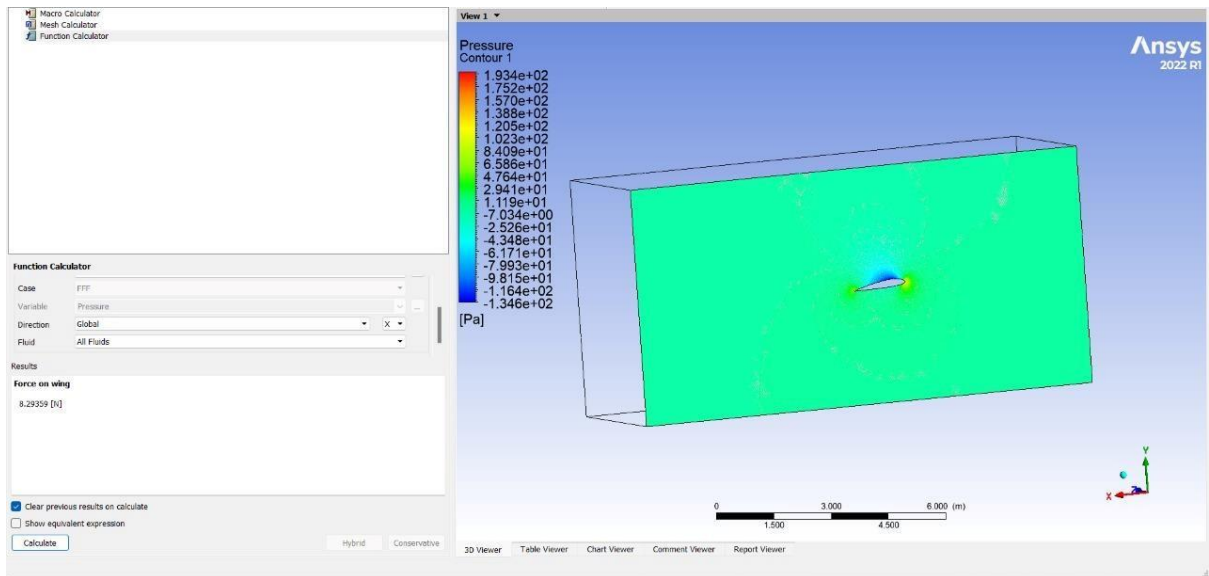 Macro Calculator
Mesh Calculator
Function Calculator
Function Calculator
Case FFF
Variable Pressure ...
Direction Global X
Fluid All Fluids
Results
Force on wing
8.29359 [N]
Clear previous results on calculate
Show equivalent expression
Calculate Hybrid Conservative
View 1
Pressure
Contour 1
1.934e+02
1.752e+02
1.570e+02
1.388e+02
1.205e+02
1.023e+02
8.409e+01
6.586e+01
4.764e+01
2.941e+01
1.119e+01
-7.034e+00
-2.526e+01
-4.348e+01
-6.171e+01
-7.993e+01
-9.815e+01
-1.164e+02
-1.346e+02
[Pa]
Ansys
2022 R1
Y
X
0 3.000 6.000 (m)
1.500 4.500
3D Viewer Table Viewer Chart Viewer Comment Viewer Report Viewer